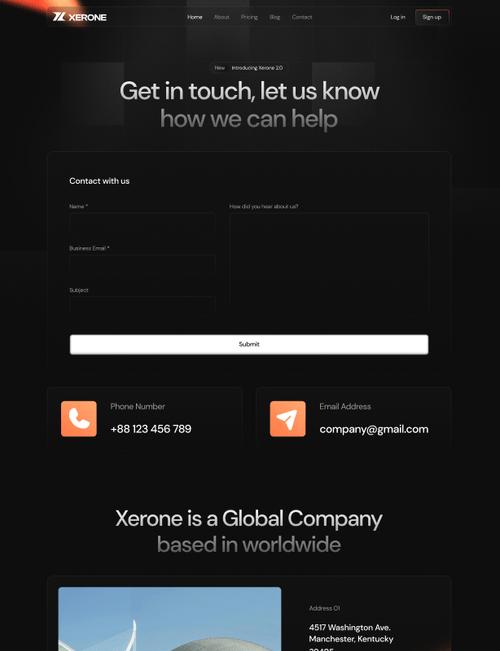 XERONE
Home About Pricing Blog Contact
Log in Sign up
New Introducing Xerone 2.0
Get in touch, let us know
how we can help
Contact with us
Name *
How did you hear about us?
Business Email *
Subject
Submit
Phone Number
+88 123 456 789
Email Address
company@gmail.com
Xerone is a Global Company
based in worldwide
Address 01
4517 Washington Ave.
Manchester, Kentucky